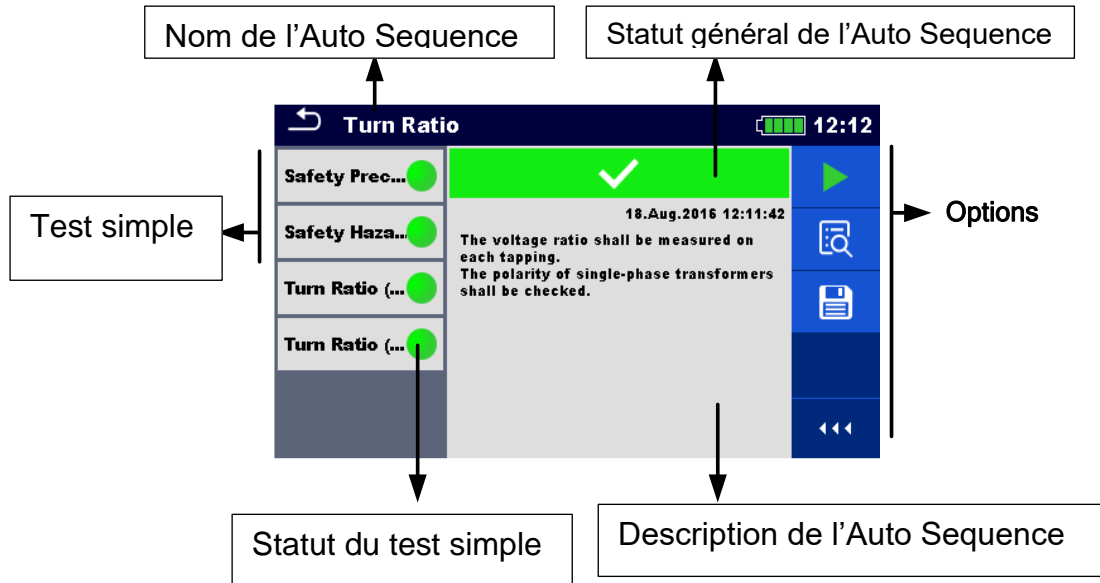 Nom de l'Auto Sequence
Statut général de l'Auto Sequence
Turn Ratio
12:12
Safety Prec...
Safety Haza...
Turn Ratio (...
Turn Ratio (...
18.Aug.2016 12:11:42
The voltage ratio shall be measured on
each tapping.
The polarity of single-phase transformers
shall be checked.
Test simple
Options
Statut du test simple
Description de l'Auto Sequence